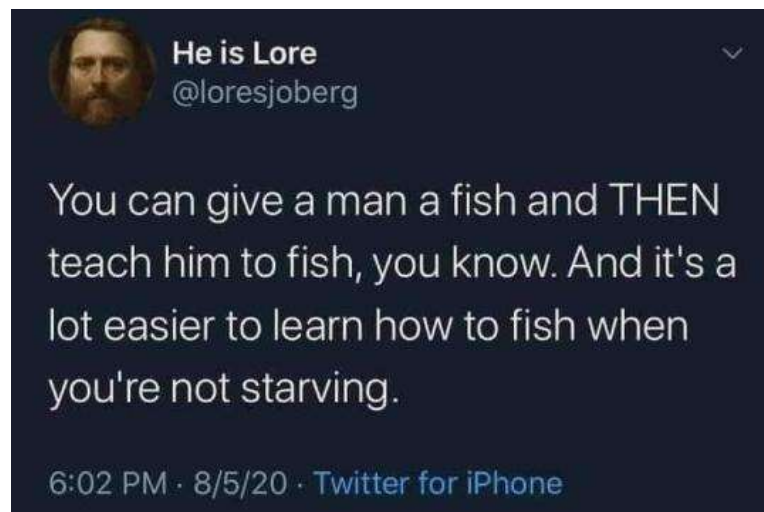 He is Lore
@loresjoberg
You can give a man a fish and THEN
teach him to fish, you know. And it's a
lot easier to learn how to fish when
you're not starving.
6:02 PM · 8/5/20 · Twitter for iPhone